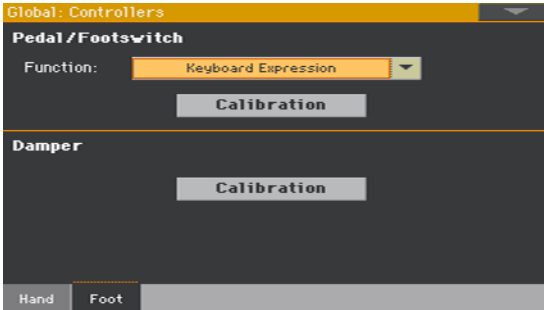 Global: Controllers
Pedal/Footswitch
Function: Keyboard Expression
Calibration
Damper
Calibration
Hand Foot